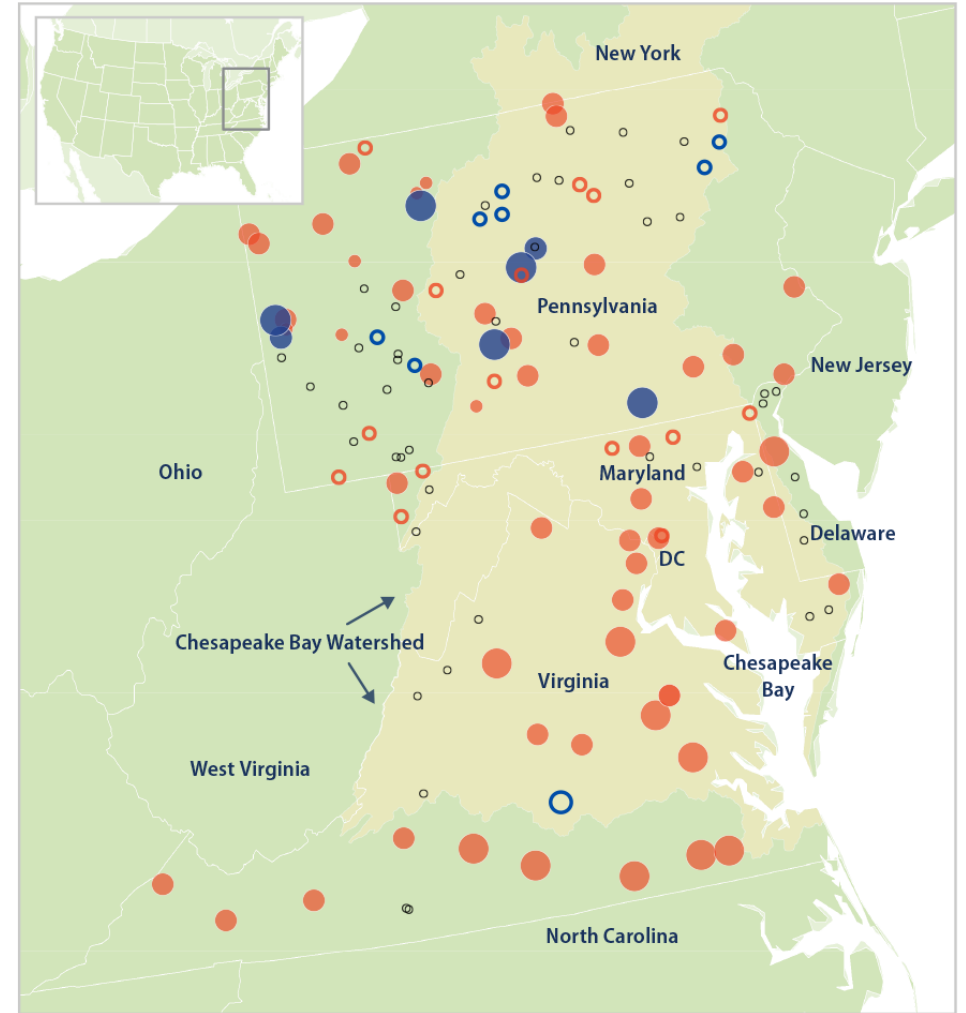 New York
Pennsylvania
New Jersey
Ohio
Maryland
Delaware
DC
Chesapeake Bay Watershed
Chesapeake
Bay
Virginia
West Virginia
North Carolina